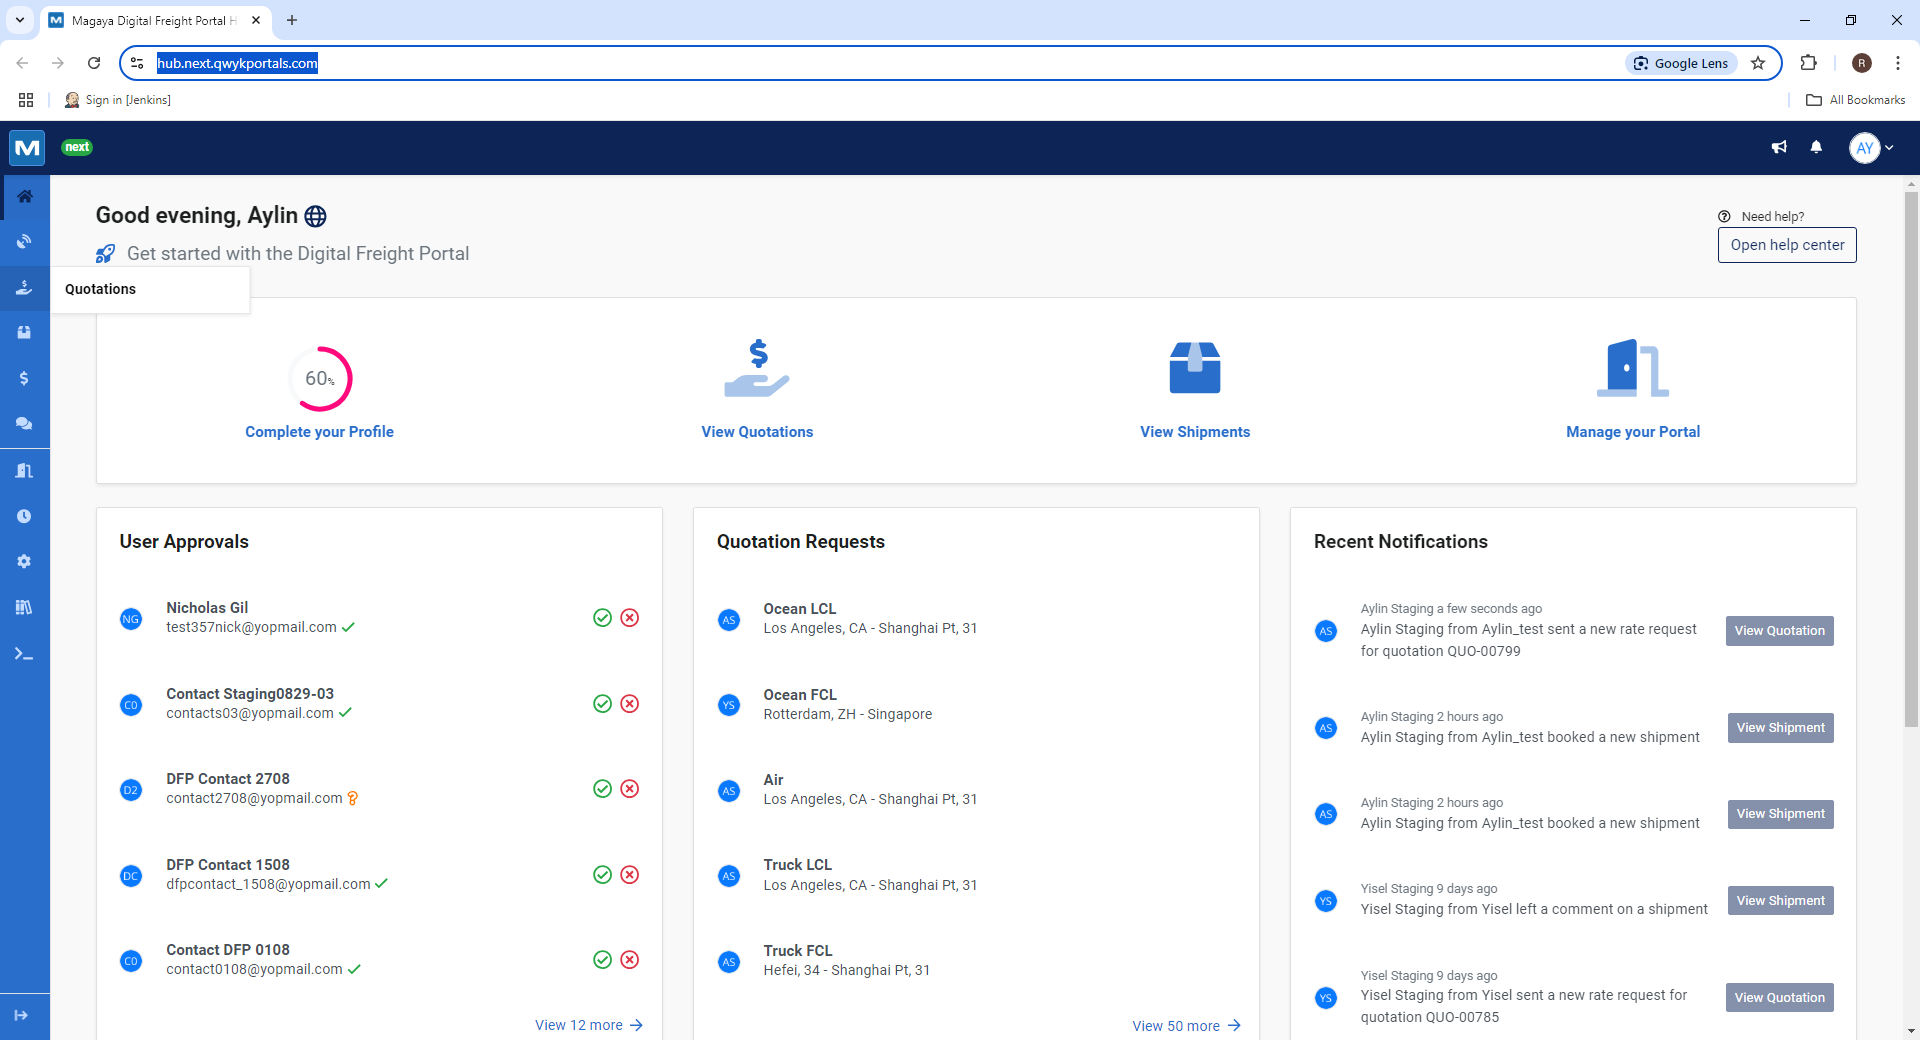 Magaya Digital Freight Portal H
hub.next.qwykportals.com
Google Lens
R
Sign in [Jenkins]
All Bookmarks
M
next
AY
Good evening, Aylin
Get started with the Digital Freight Portal
Need help?
Open help center
Quotations
60%
Complete your Profile
View Quotations
View Shipments
Manage your Portal
User Approvals
NG
Nicholas Gil
test357nick@yopmail.com
C0
Contact Staging0829-03
contacts03@yopmail.com
D2
DFP Contact 2708
contact2708@yopmail.com
DC
DFP Contact 1508
dfpcontact_1508@yopmail.com
C0
Contact DFP 0108
contact0108@yopmail.com
View 12 more
Quotation Requests
AS
Ocean LCL
Los Angeles, CA - Shanghai Pt, 31
YS
Ocean FCL
Rotterdam, ZH - Singapore
AS
Air
Los Angeles, CA - Shanghai Pt, 31
AS
Truck LCL
Los Angeles, CA - Shanghai Pt, 31
AS
Truck FCL
Hefei, 34 - Shanghai Pt, 31
View 50 more
Recent Notifications
AS
Aylin Staging a few seconds ago
Aylin Staging from Aylin_test sent a new rate request
for quotation QUO-00799
View Quotation
AS
Aylin Staging 2 hours ago
Aylin Staging from Aylin_test booked a new shipment
View Shipment
AS
Aylin Staging 2 hours ago
Aylin Staging from Aylin_test booked a new shipment
View Shipment
YS
Yisel Staging 9 days ago
Yisel Staging from Yisel left a comment on a shipment
View Shipment
YS
Yisel Staging 9 days ago
Yisel Staging from Yisel sent a new rate request for
quotation QUO-00785
View Quotation